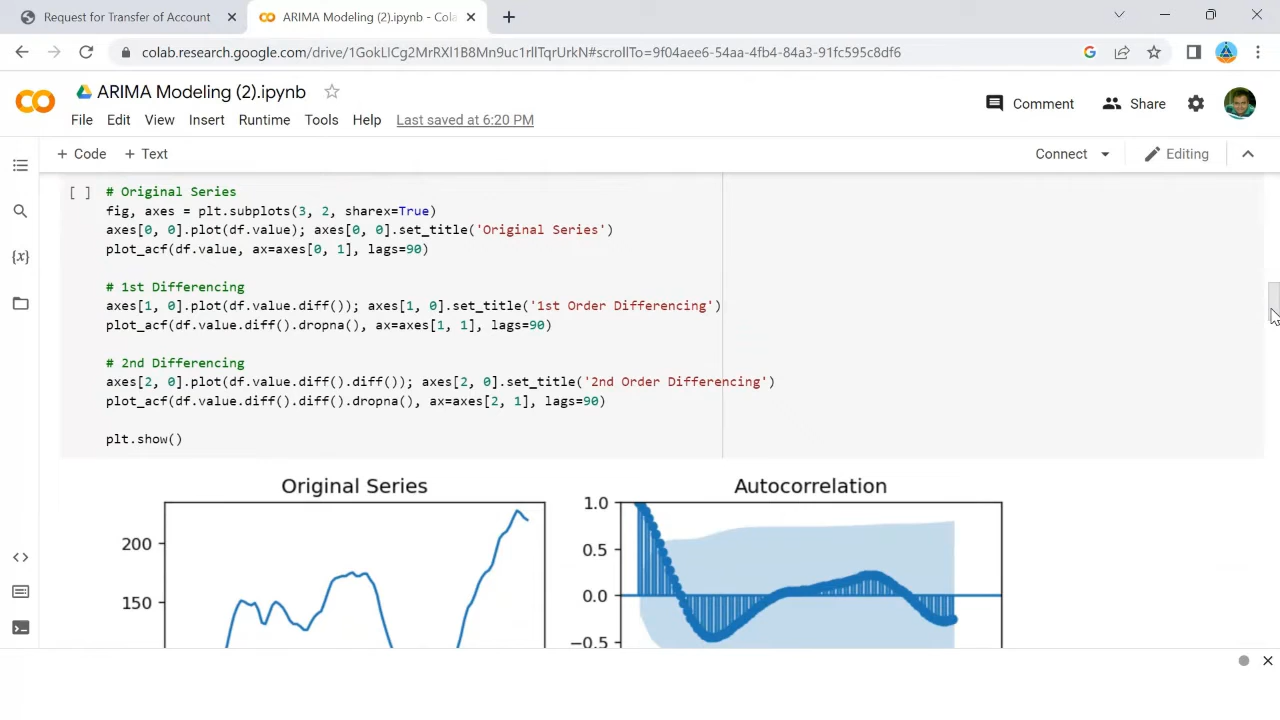 Request for Transfer of Account
ARIMA Modeling (2).ipynb - Cola
colab.research.google.com/drive/1GokLICg2MrRXl1B8Mn9uc1rllTqrUrkN#scrollTo=9f04aee6-54aa-4fb4-84a3-91fc595c8df6
ARIMA Modeling (2).ipynb
Comment
Share
File Edit View Insert Runtime Tools Help Last saved at 6:20 PM
+ Code + Text
Connect
Editing
{x}
[ ] # Original Series
fig, axes = plt.subplots(3, 2, sharex=True)
axes[0, 0].plot(df.value); axes[0, 0].set_title('Original Series')
plot_acf(df.value, ax=axes[0, 1], lags=90)
# 1st Differencing
axes[1, 0].plot(df.value.diff()); axes[1, 0].set_title('1st Order Differencing')
plot_acf(df.value.diff().dropna(), ax=axes[1, 1], lags=90)
# 2nd Differencing
axes[2, 0].plot(df.value.diff().diff()); axes[2, 0].set_title('2nd Order Differencing')
plot_acf(df.value.diff().diff().dropna(), ax=axes[2, 1], lags=90)
plt.show()
Original Series
200
150
Autocorrelation
1.0
0.5
0.0
−0.5